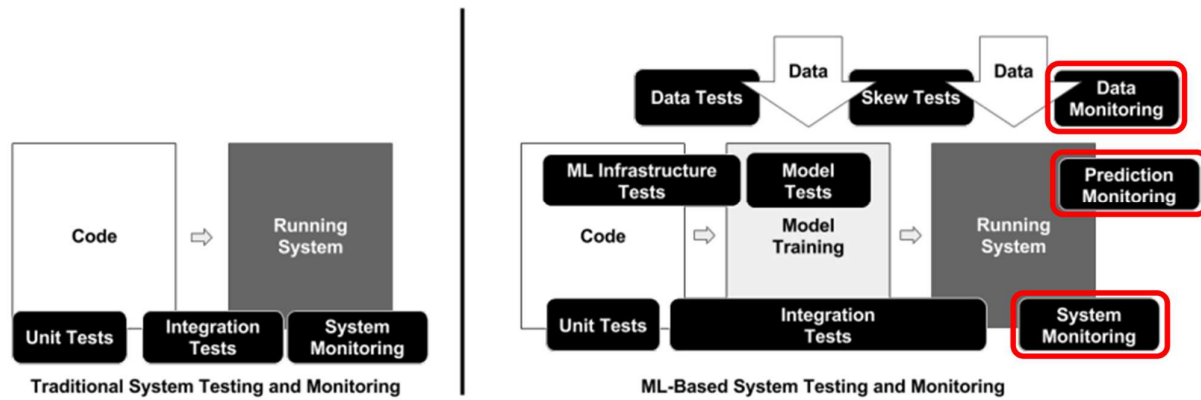 Code
Running
System
Unit Tests
Integration
Tests
System
Monitoring
Traditional System Testing and Monitoring
Data
Data
Data Tests
Skew Tests
Data
Monitoring
ML Infrastructure
Tests
Model
Tests
Prediction
Monitoring
Code
Model
Training
Running
System
Unit Tests
Integration
Tests
System
Monitoring
ML-Based System Testing and Monitoring